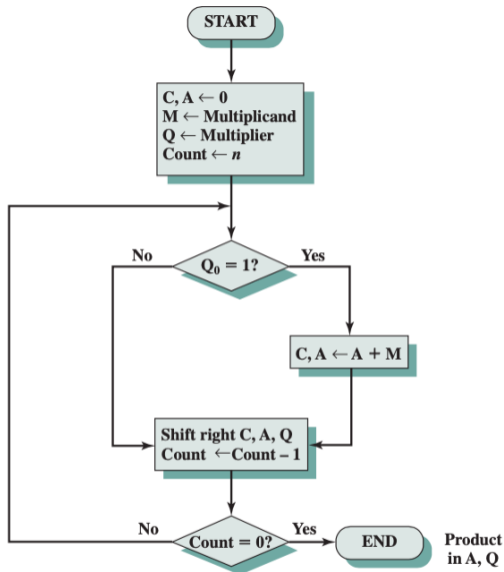 START
C, A ← 0
M ← Multiplicand
Q ← Multiplier
Count ← n
No
Q₀ = 1?
Yes
C, A ← A + M
Shift right C, A, Q
Count ← Count – 1
No
Count = 0?
Yes
END
Product
in A, Q